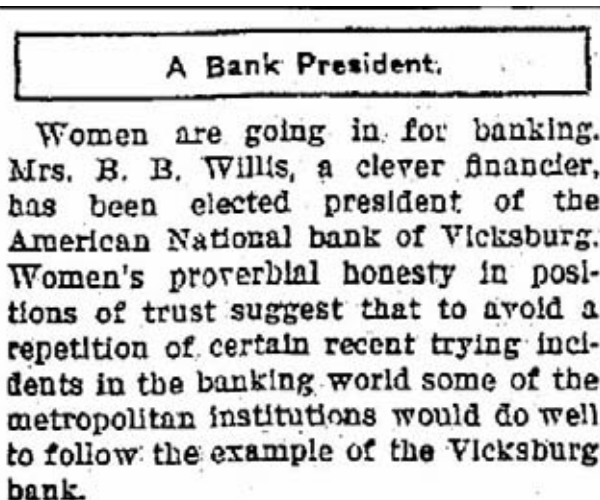 A Bank President.
Women are going in for banking.
Mrs. B. B. Willis, a clever financier,
has been elected president of the
American National bank of Vicksburg.
Women's proverbial honesty in posi-
tions of trust suggest that to avoid a
repetition of certain recent trying inci-
dents in the banking world some of the
metropolitan institutions would do well
to follow the example of the Vicksburg
bank.